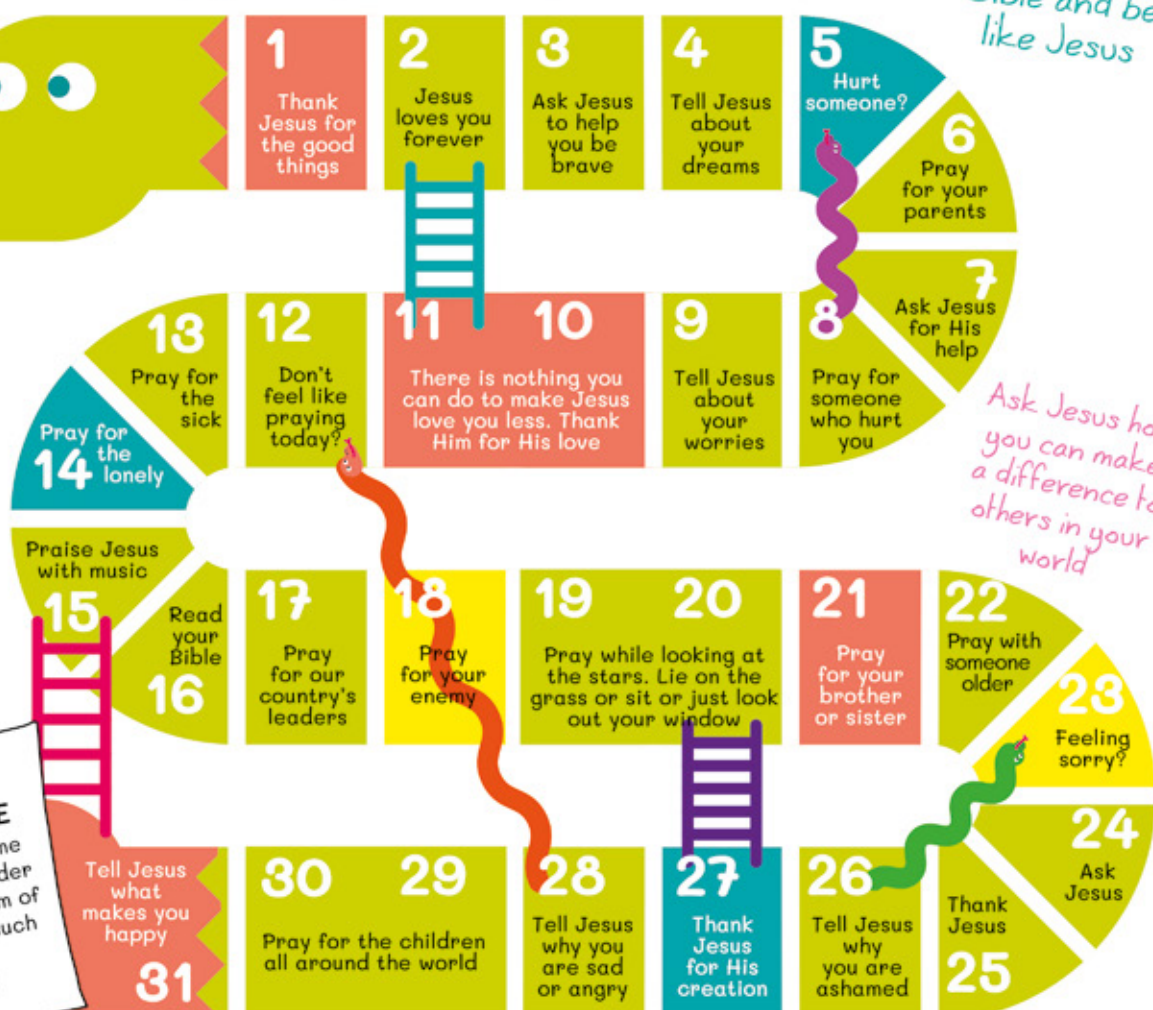 Bible and be
like Jesus
1
Thank
Jesus for
the good
things
2
Jesus
loves you
forever
3
Ask Jesus
to help
you be
brave
4
Tell Jesus
about
your
dreams
5
Hurt
someone?
6
Pray
for your
parents
7
Ask Jesus
for His
help
8
Pray for
someone
who hurt
you
9
Tell Jesus
about
your
worries
11 10
There is nothing you
can do to make Jesus
love you less. Thank
Him for His love
12
Don't
feel like
praying
today?
13
Pray for
the
sick
Pray for
14 the
lonely
Praise Jesus
with music
15
Read
your
Bible
16
17
Pray
for our
country's
leaders
18
Pray
for your
enemy
19 20
Pray while looking at
the stars. Lie on the
grass or sit or just look
out your window
21
Pray
for your
brother
or sister
22
Pray with
someone
older
23
Feeling
sorry?
24
Ask
Jesus
Thank
Jesus
25
26
Tell Jesus
why
you are
ashamed
27
Thank
Jesus
for His
creation
28
Tell Jesus
why you
are sad
or angry
30 29
Pray for the children
all around the world
Tell Jesus
what
makes you
happy
31
Ask Jesus
you can make
a difference
others in your
world
of